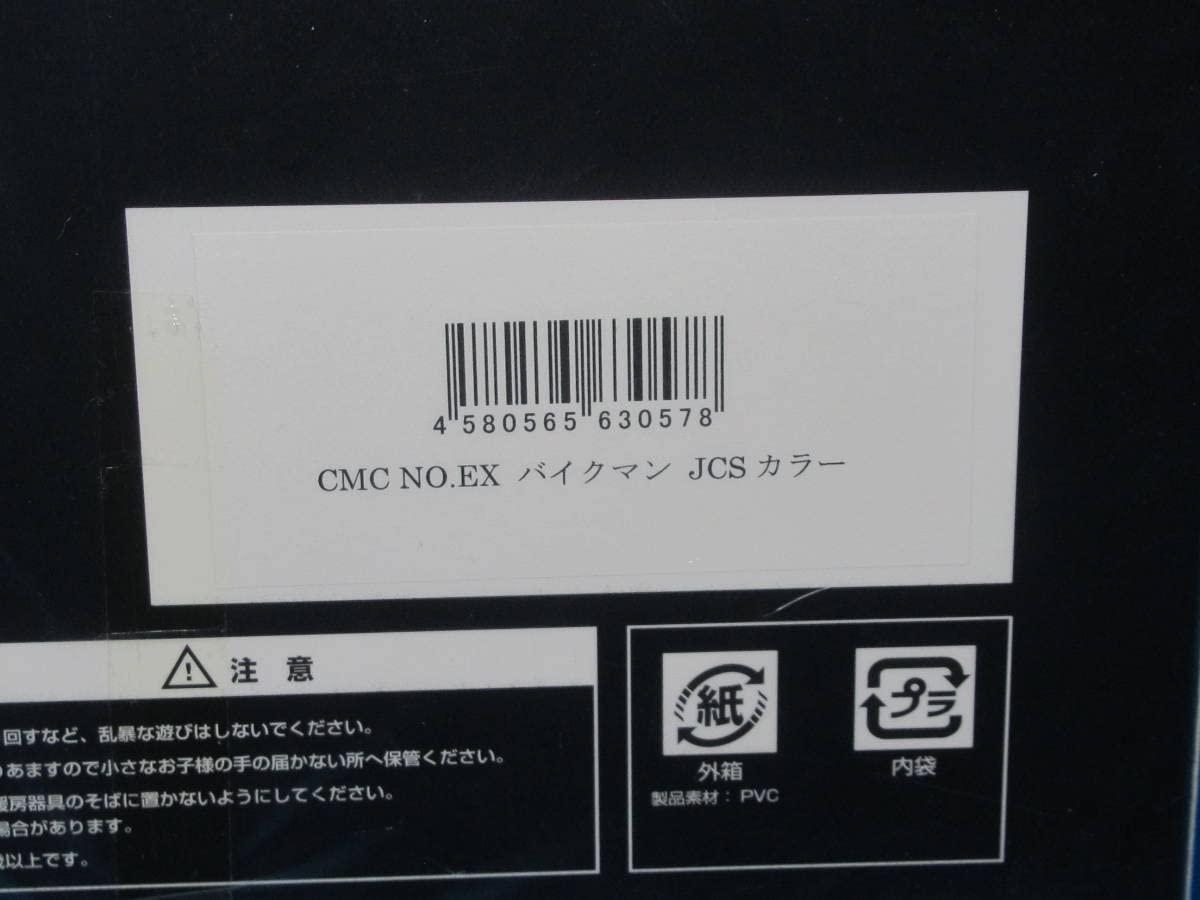 4 580565 630578
CMC NO.EX バイクマン JCSカラー
注 意
回すなど、乱暴な遊びはしないでください。
あますので小さなお子様の手の届かない所へ保管ください。
房器具のそばに置かないようにしてください。
場合があります。
以上です。
紙
外箱
製品素材： PVC
プラ
内袋